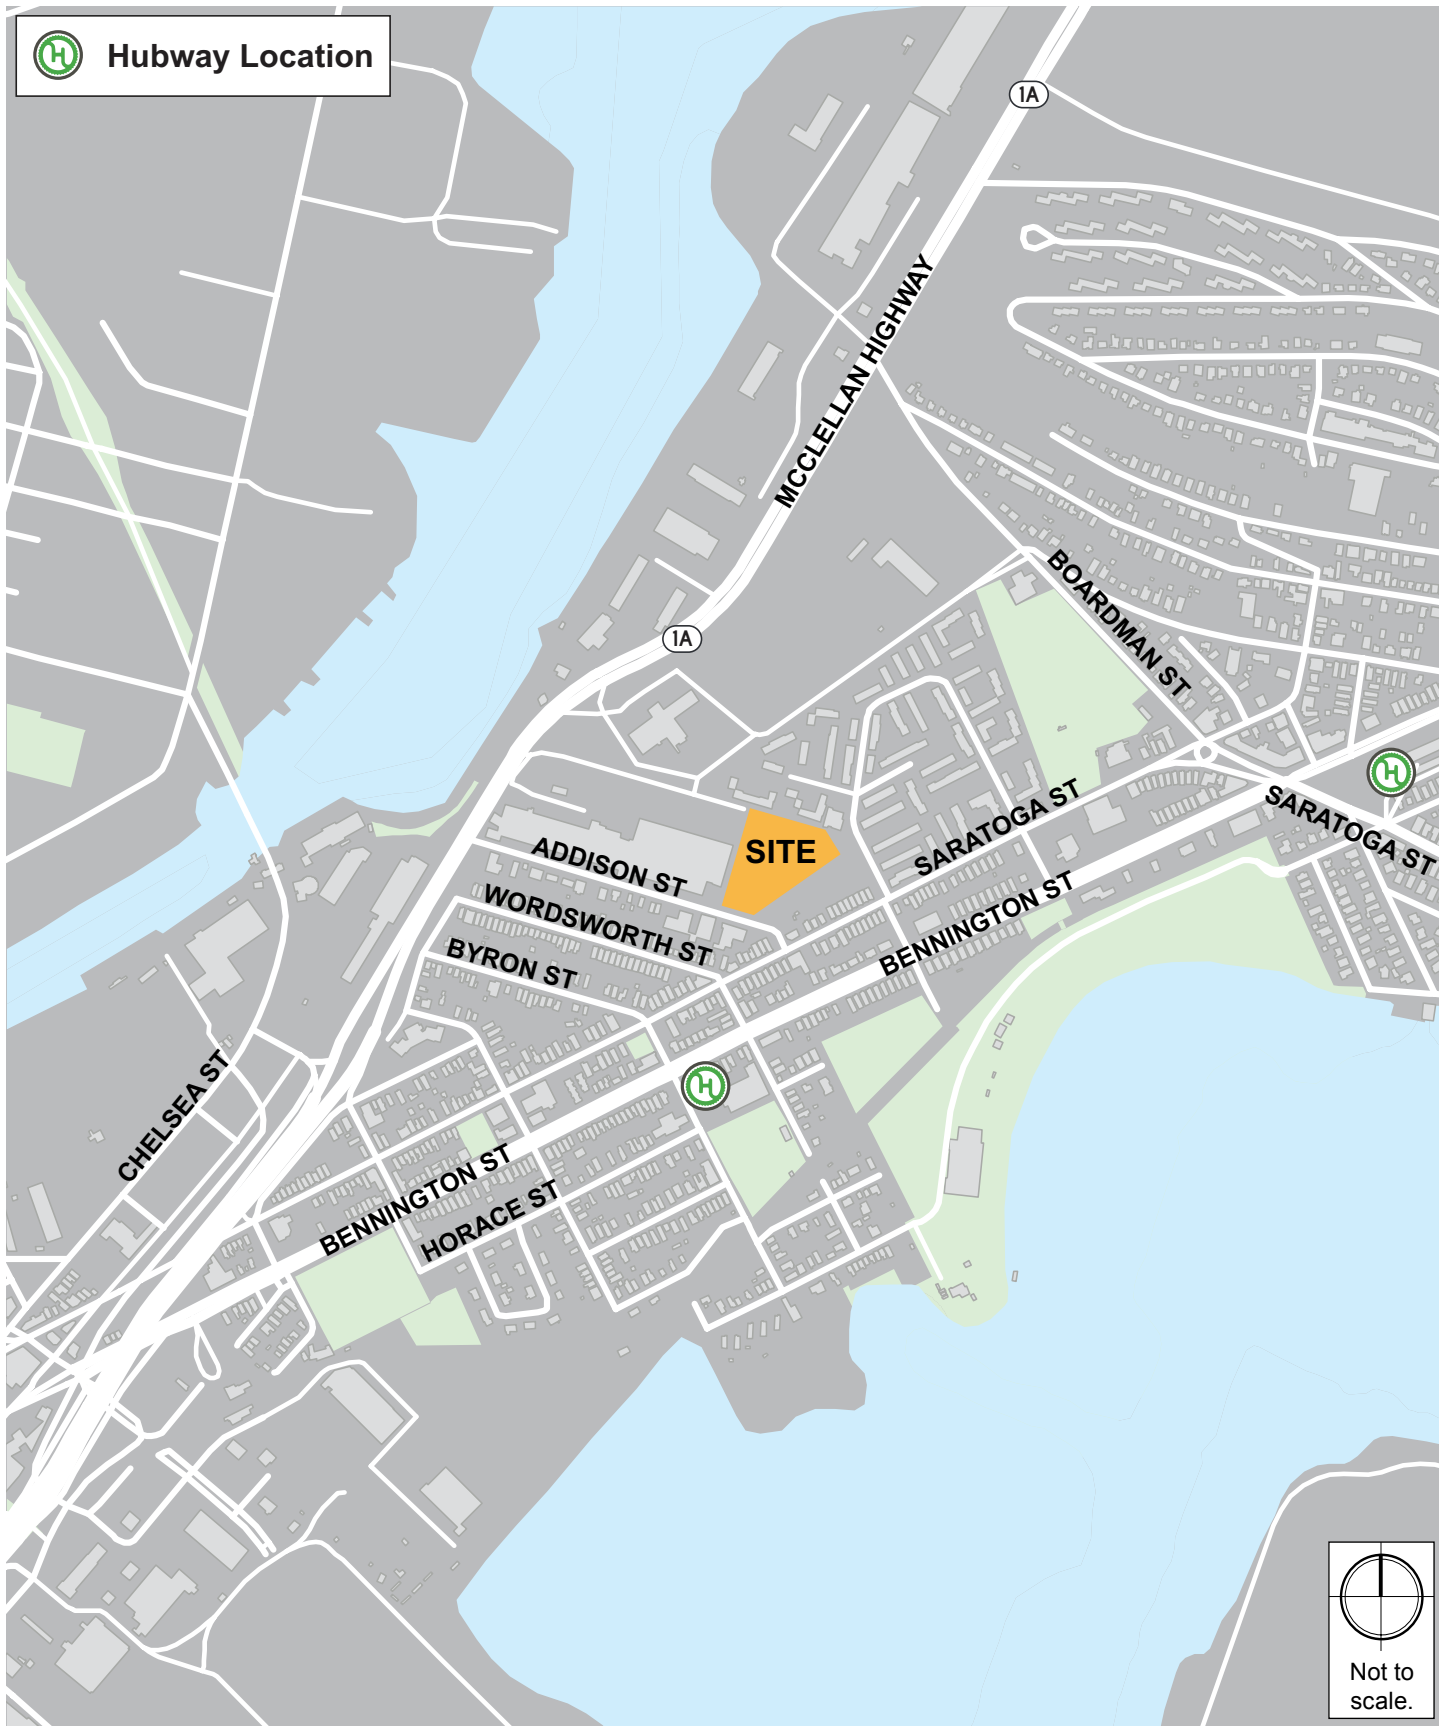 H Hubway Location
1A
MCCLELLAN HIGHWAY
BOARDMAN ST
1A
H
SARATOGA ST
SARATOGA ST
SITE
ADDISON ST
WORDSWORTH ST
BENNINGTON ST
BYRON ST
H
CHELSEA ST
BENNINGTON ST
HORACE ST
Not to
scale.